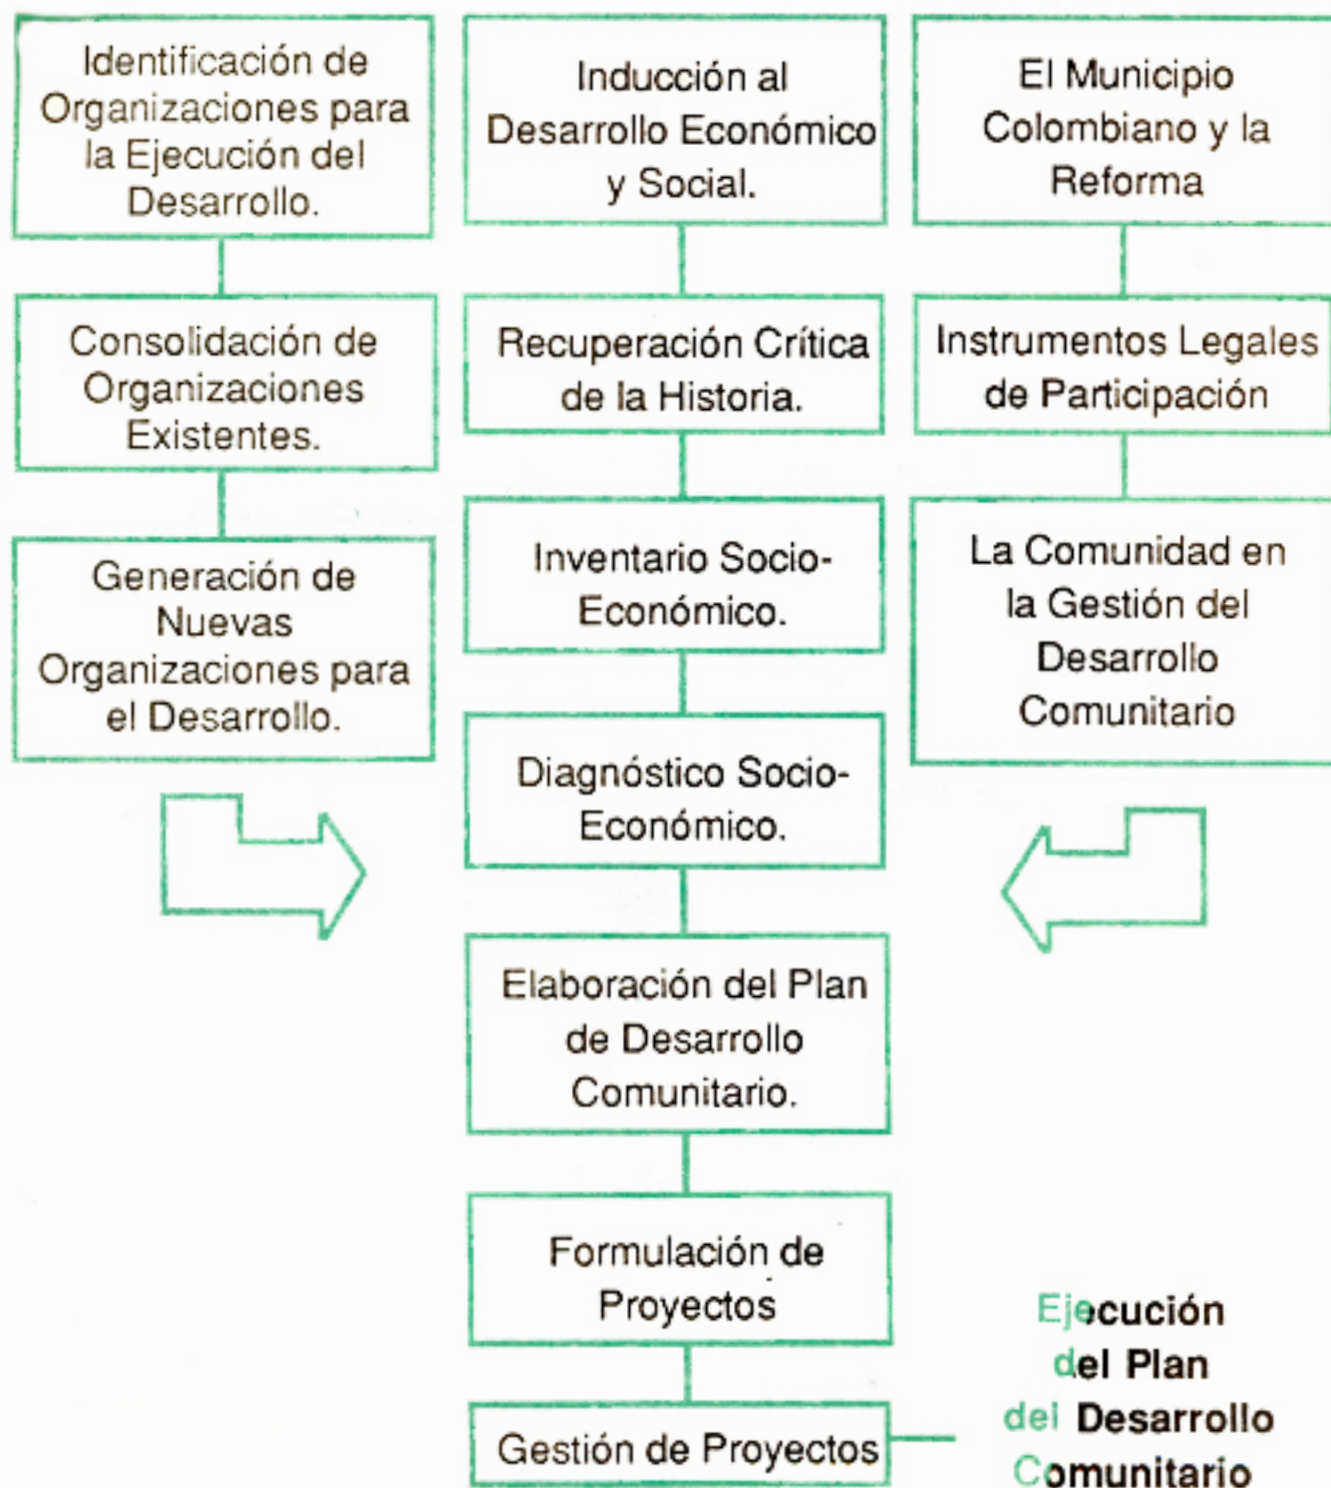 Identificación de
Organizaciones para
la Ejecución del
Desarrollo.
Consolidación de
Organizaciones
Existentes.
Generación de
Nuevas
Organizaciones para
el Desarrollo.
Inducción al
Desarrollo Económico
y Social.
Recuperación Crítica
de la Historia.
Inventario Socio-
Económico.
Diagnóstico Socio-
Económico.
Elaboración del Plan
de Desarrollo
Comunitario.
Formulación de
Proyectos
Gestión de Proyectos
El Municipio
Colombiano y la
Reforma
Instrumentos Legales
de Participación
La Comunidad en
la Gestión del
Desarrollo
Comunitario
Ejecución
del Plan
del Desarrollo
Comunitario